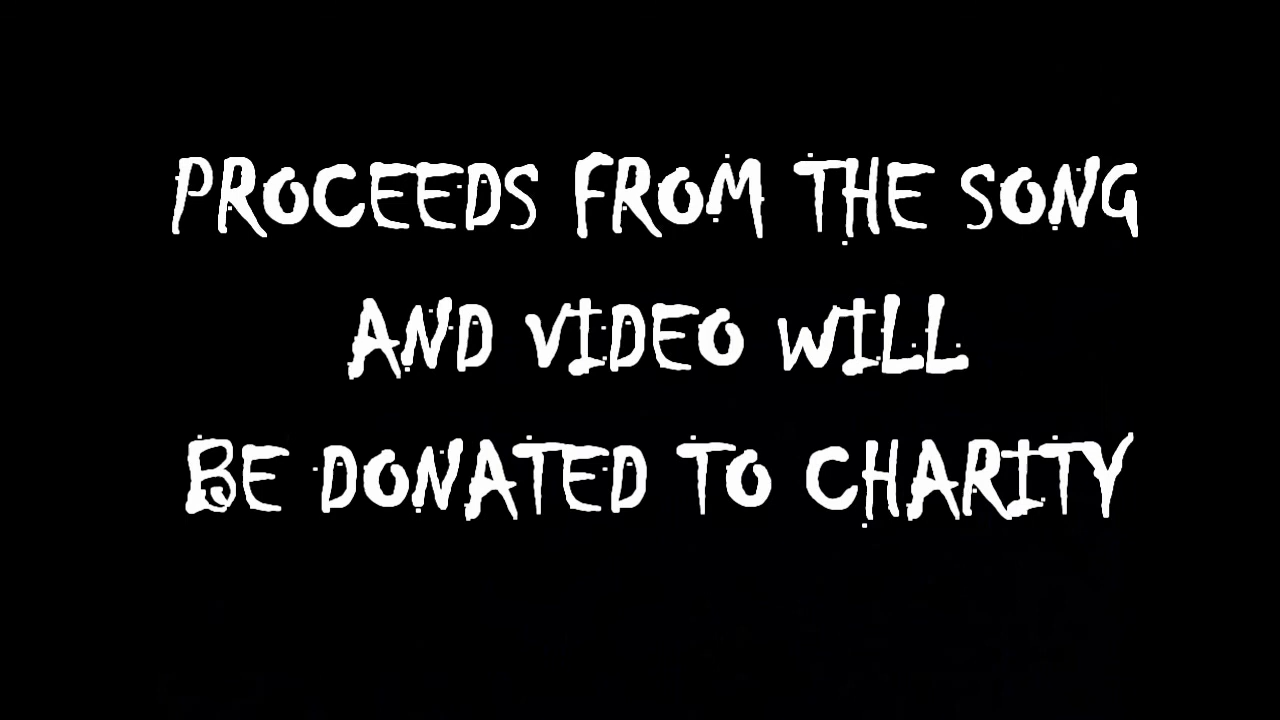 PROCEEDS FROM THE SONG
AND VIDEO WILL
BE DONATED TO CHARITY